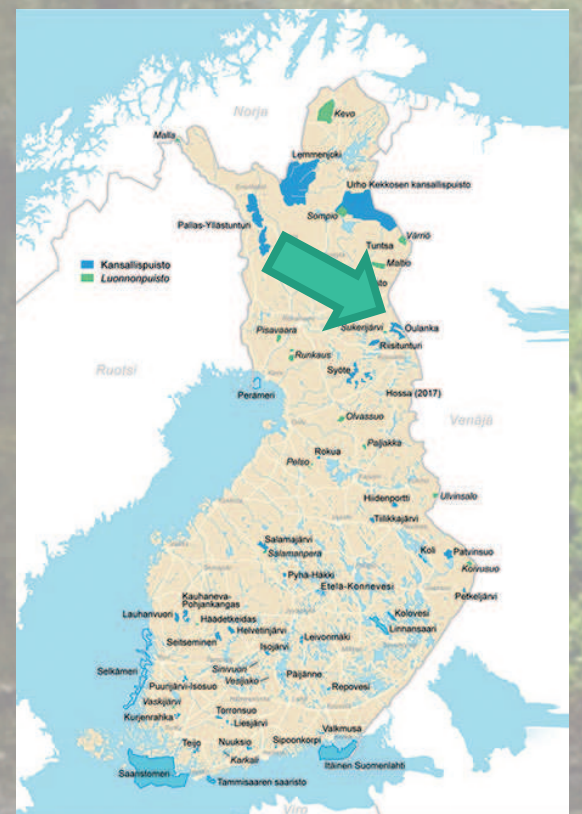 Norja
Kevo
Malla
Lemmenjoki
Urho Kekkosen kansallispuisto
Sompio
Pallas-Yllästunturi
Värriö
Tuntsa
Kansallispuisto
Luonnonpuisto
Maltio
Sukerijärvi
Oulanka
Pisavaara
Riisitunturi
Runkaus
Syöte
Ruotsi
Perämeri
Hossa (2017)
Olvassuo
Venäjä
Paljakka
Rokua
Pelso
Hiidenportti
Ulvinsalo
Tiilikkajärvi
Salamajärvi
Salamanperä
Koli
Patvinsuo
Koivusuo
Pyhä-Häkki
Etelä-Konnevesi
Petkeljärvi
Kauhaneva-
Pohjankangas
Lauhanvuori
Häädetkeidas
Kolovesi
Linnansaari
Helvetinjärvi
Seitseminen
Leivonmäki
Isojärvi
Selkämeri
Sinivuori
Vesijako
Päijänne
Puurijärvi-Isosuo
Repovesi
Vaskijärvi
Kurjenrahka
Torronsuo
Liesjärvi
Valkmusa
Teijo
Nuuksio
Sipoonkorpi
Karkali
Itäinen Suomenlahti
Saaristomeri
Tammisaaren saaristo
Viro